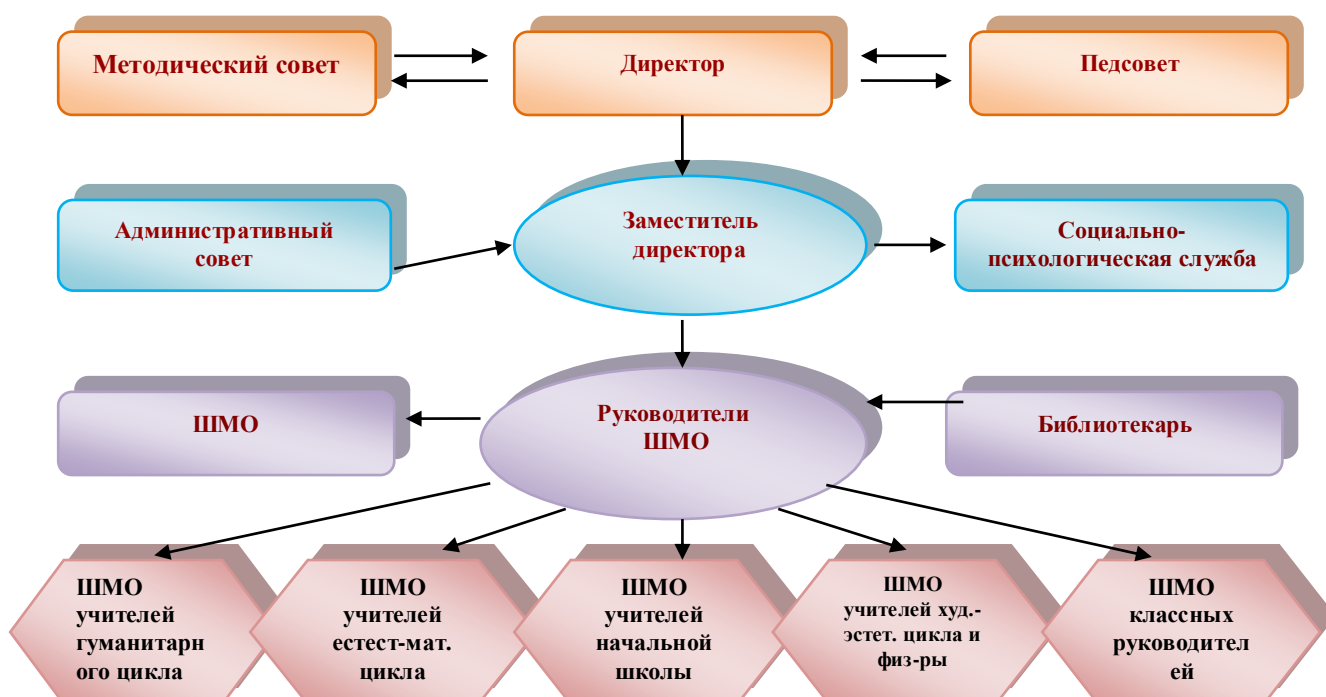 Методический совет
Директор
Педсовет
Административный
совет
Заместитель
директора
Социально-
психологическая служба
ШМО
Руководители
ШМО
Библиотекарь
ШМО
учителей
гуманитарн
ого цикла
ШМО
учителей
естест-мат.
цикла
ШМО
учителей
начальной
школы
ШМО
учителей худ.-
эстет. цикла и
физ-ры
ШМО
классных
руководител
ей